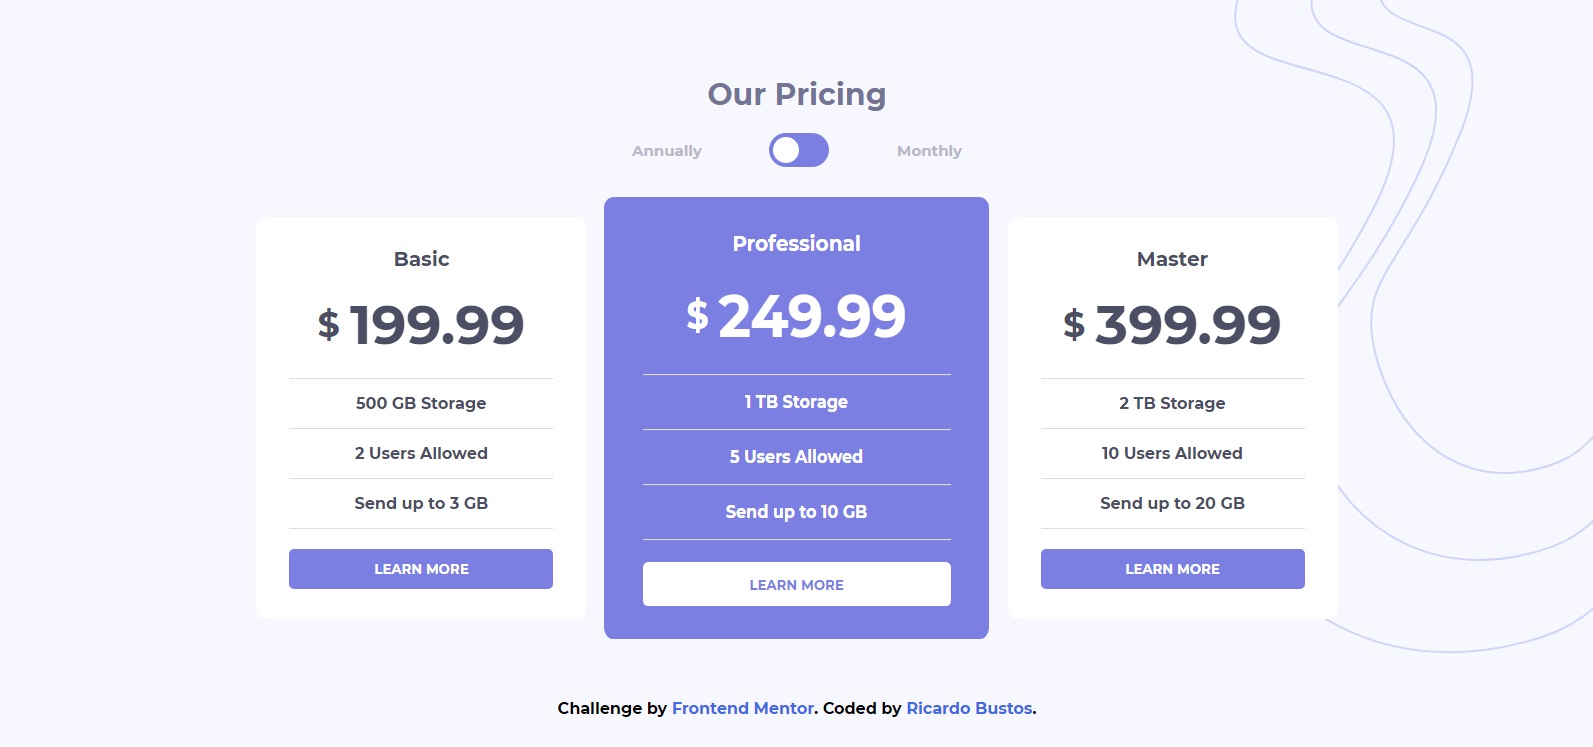 Our Pricing
Annually
Monthly
Basic
$ 199.99
500 GB Storage
2 Users Allowed
Send up to 3 GB
LEARN MORE
Professional
$ 249.99
1 TB Storage
5 Users Allowed
Send up to 10 GB
LEARN MORE
Master
$ 399.99
2 TB Storage
10 Users Allowed
Send up to 20 GB
LEARN MORE
Challenge by Frontend Mentor. Coded by Ricardo Bustos.